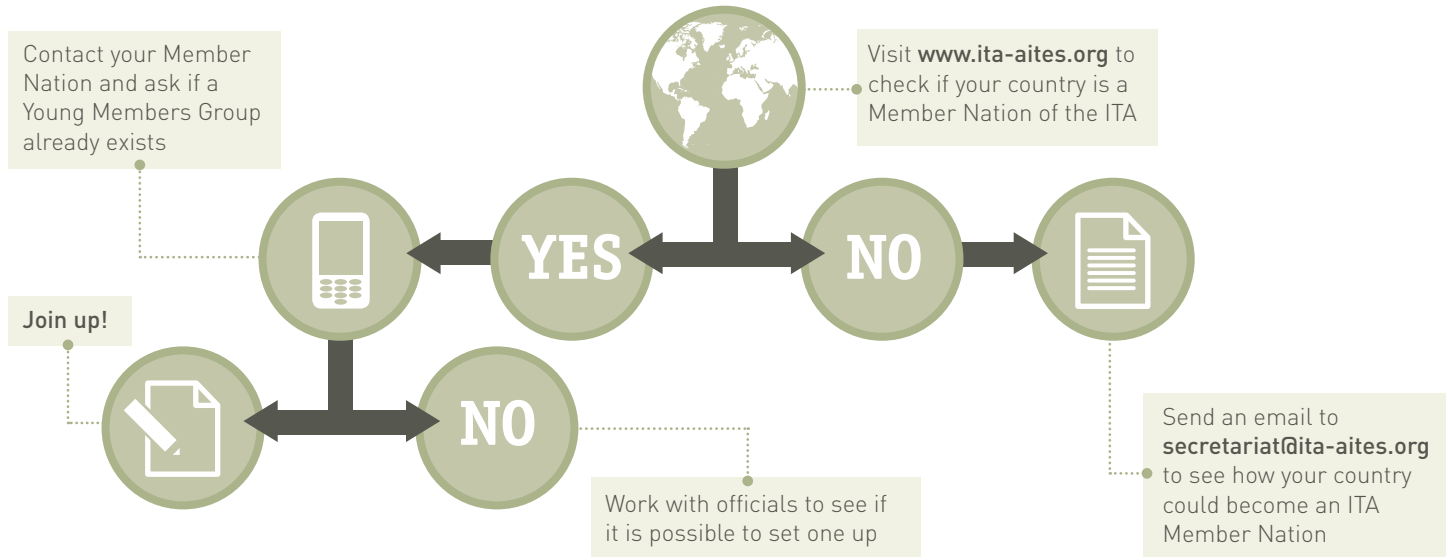 Visit www.ita-aites.org to
check if your country is a
Member Nation of the ITA
Contact your Member
Nation and ask if a
Young Members Group
already exists
YES
NO
Join up!
NO
Work with officials to see if
it is possible to set one up
Send an email to
secretariat@ita-aites.org
to see how your country
could become an ITA
Member Nation